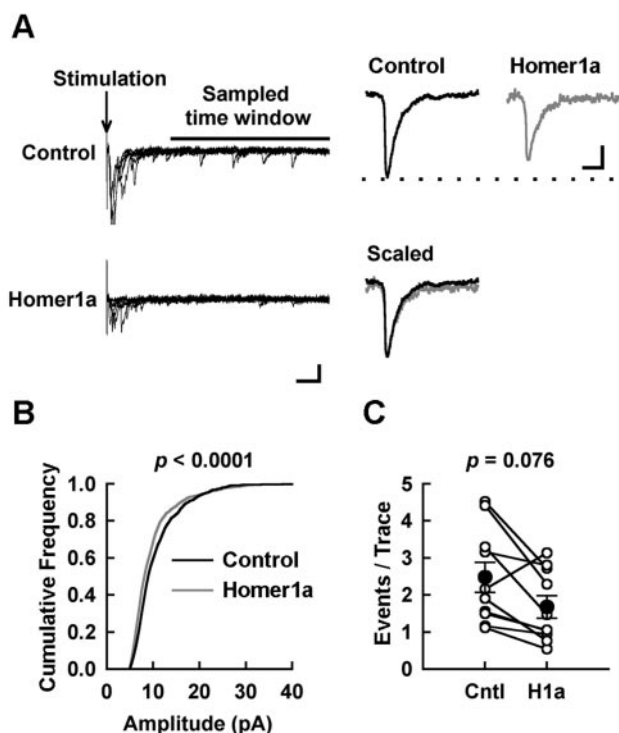 A
Stimulation
Sampled
time window
Control
Homer1a
Control
Homer1a
Scaled
B
p < 0.0001
Cumulative Frequency
1.0
0.8
0.6
0.4
0.2
0.0
Control
Homer1a
0 10 20 30 40
Amplitude (pA)
C
p = 0.076
Events / Trace
5
4
3
2
1
0
Cntl H1a